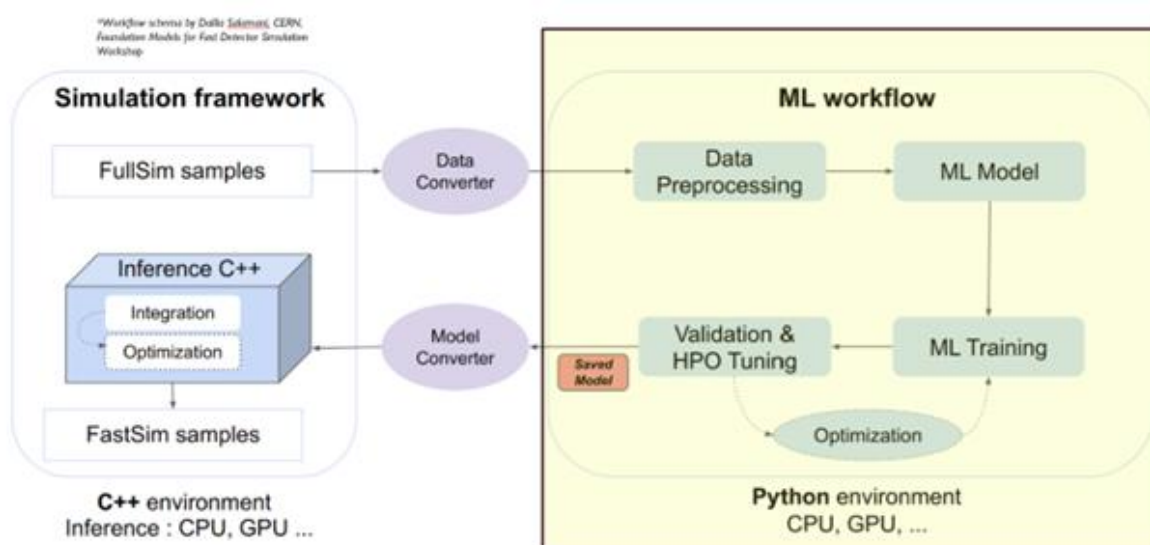 *Workflow schema by Dalila Salamani, CERN,
Foundation Models for Fast Detector Simulation
Workshop
Simulation framework
FullSim samples
Data
Converter
ML workflow
Data
Preprocessing
ML Model
Inference C++
Integration
Optimization
Model
Converter
Saved
Model
Validation &
HPO Tuning
ML Training
Optimization
FastSim samples
C++ environment
Inference : CPU, GPU ...
Python environment
CPU, GPU, ...